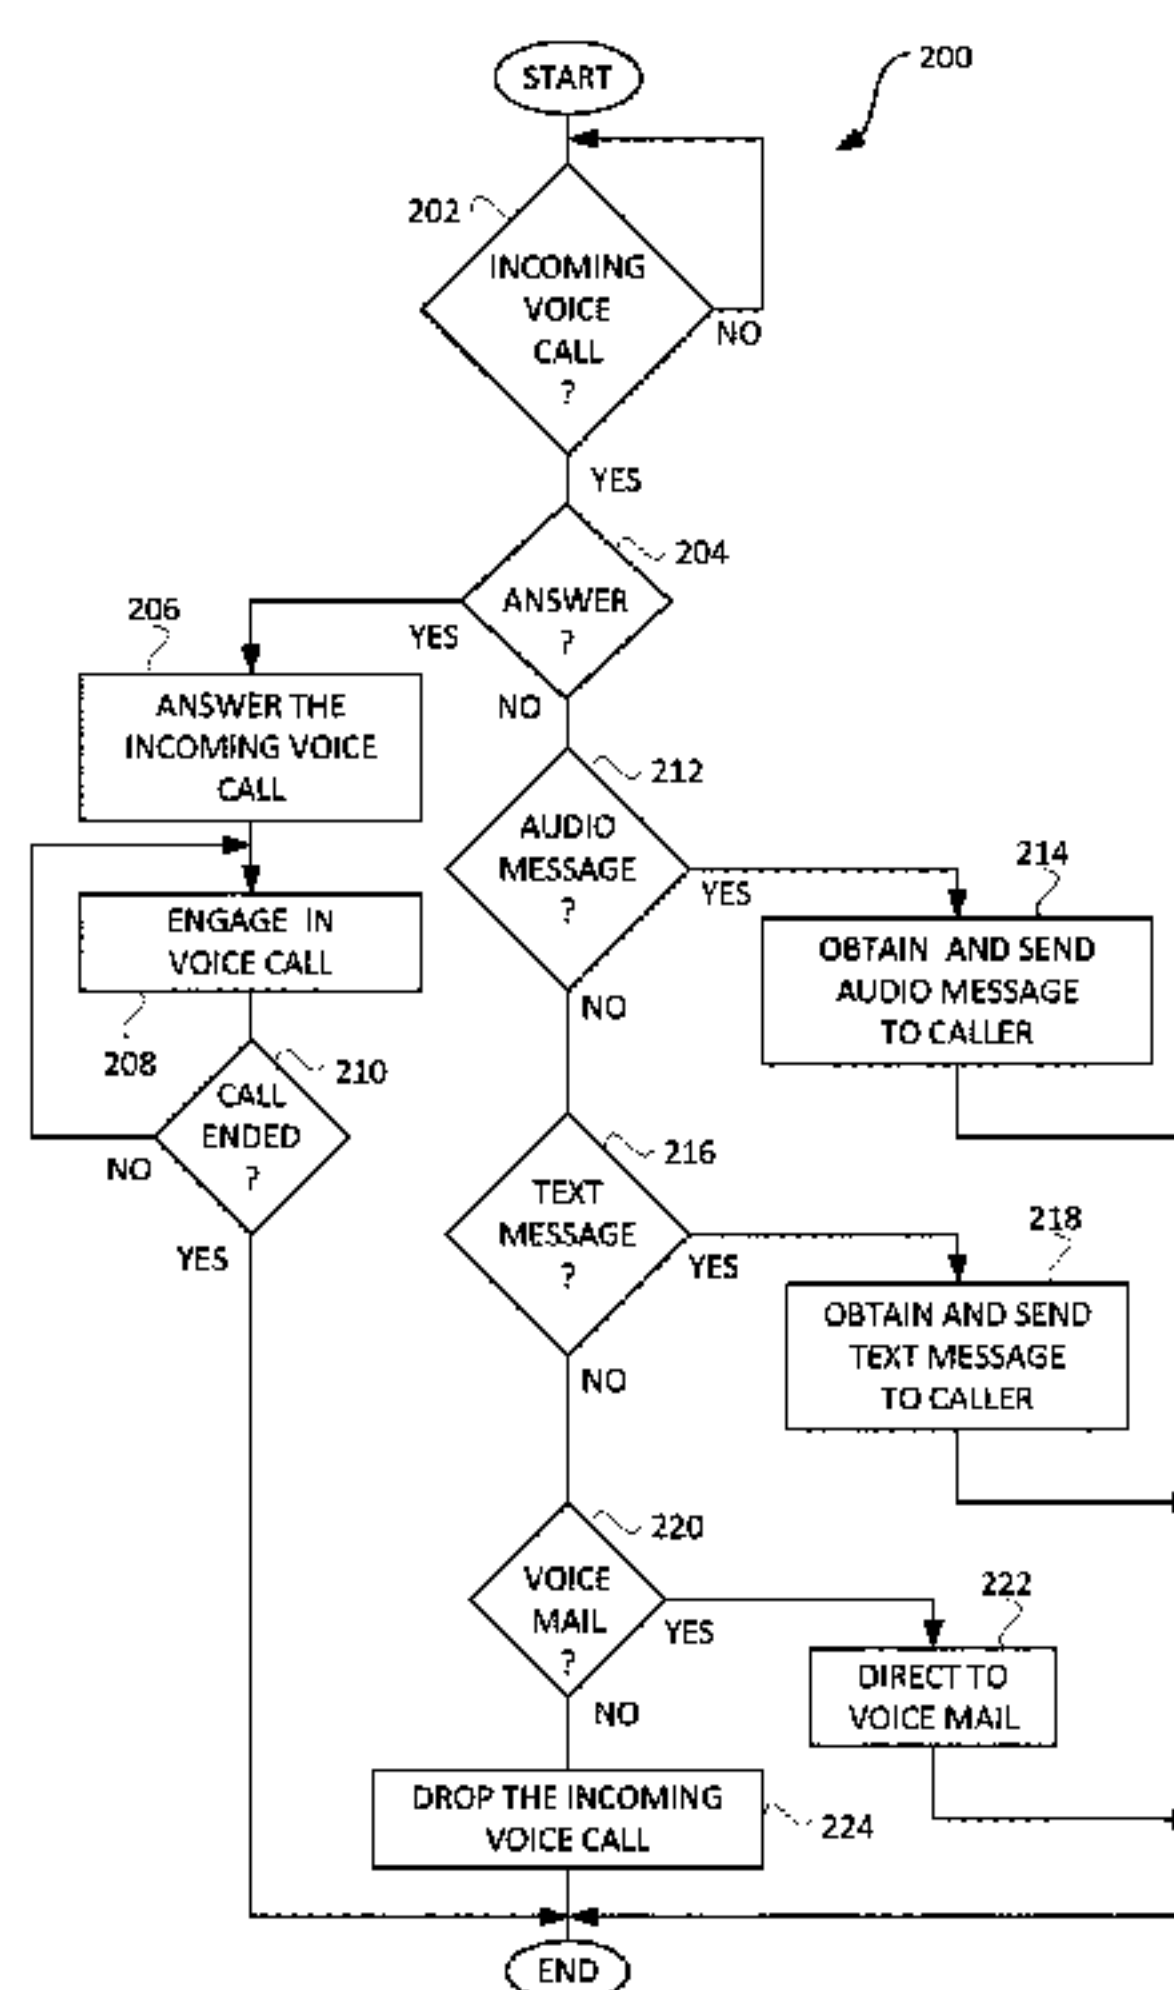 START
200
202
INCOMING
VOICE
CALL
?
NO
YES
204
ANSWER
?
YES
NO
206
ANSWER THE
INCOMING VOICE
CALL
212
AUDIO
MESSAGE
?
YES
NO
214
OBTAIN AND SEND
AUDIO MESSAGE
TO CALLER
ENGAGE IN
VOICE CALL
208
210
CALL
ENDED
?
NO
YES
216
TEXT
MESSAGE
?
YES
NO
218
OBTAIN AND SEND
TEXT MESSAGE
TO CALLER
220
VOICE
MAIL
?
YES
NO
222
DIRECT TO
VOICE MAIL
DROP THE INCOMING
VOICE CALL
224
END